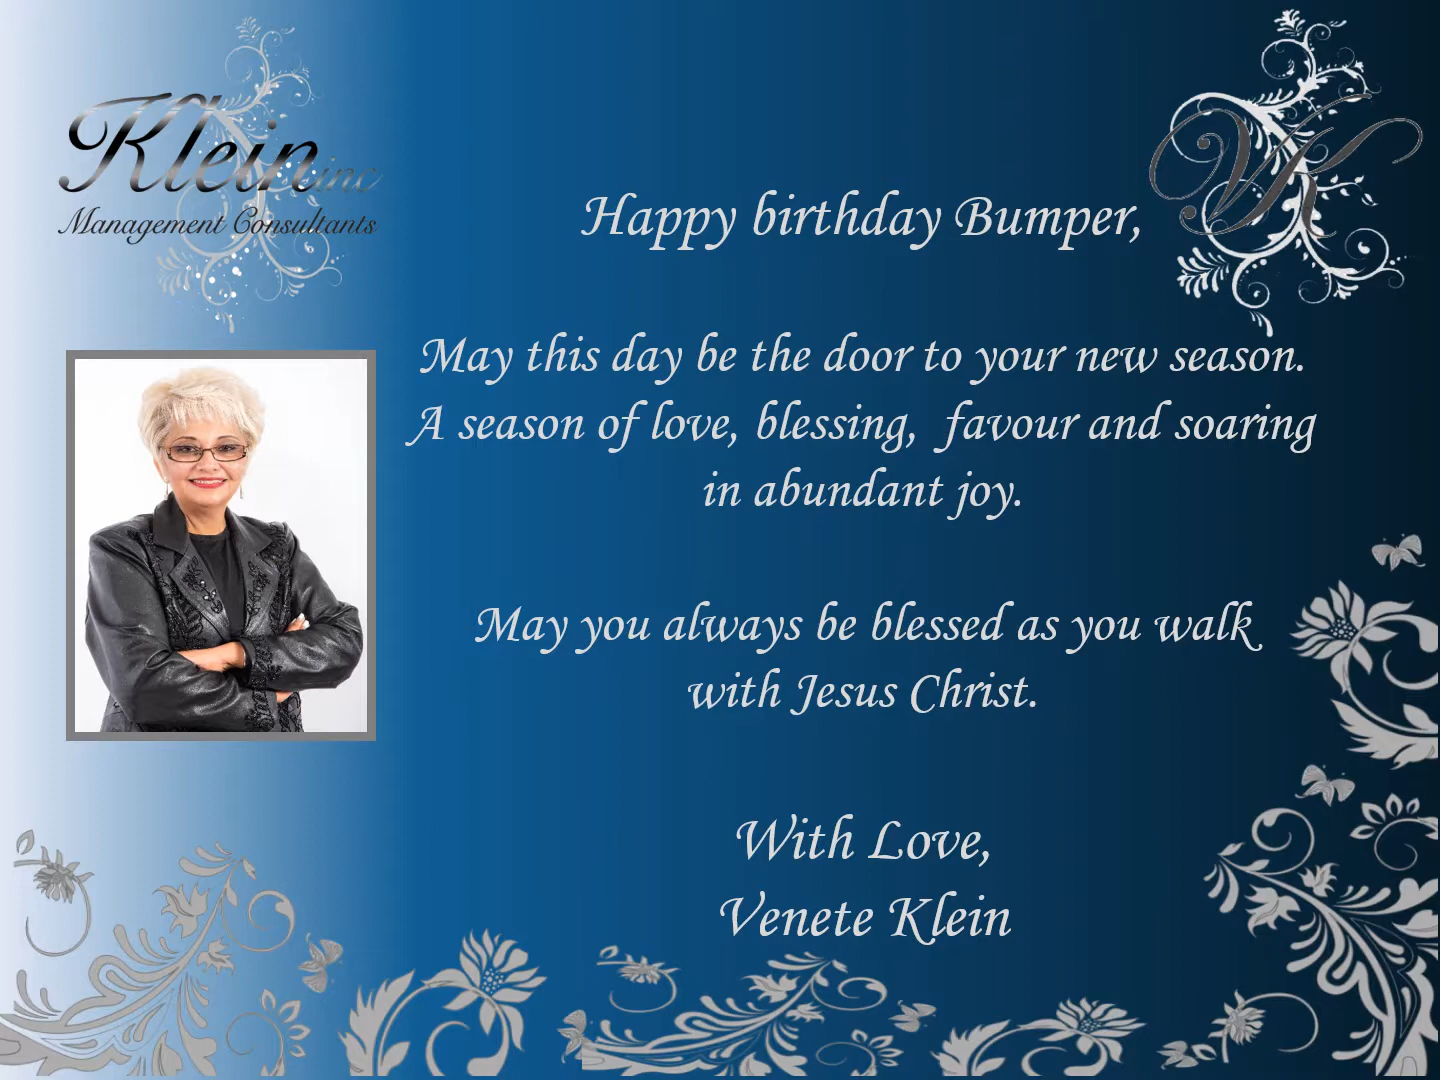 Klein inc
Management Consultants
VK
Happy birthday Bumper,
May this day be the door to your new season.
A season of love, blessing,  favour and soaring
in abundant joy.
May you always be blessed as you walk
with Jesus Christ.
With Love,
Venete Klein